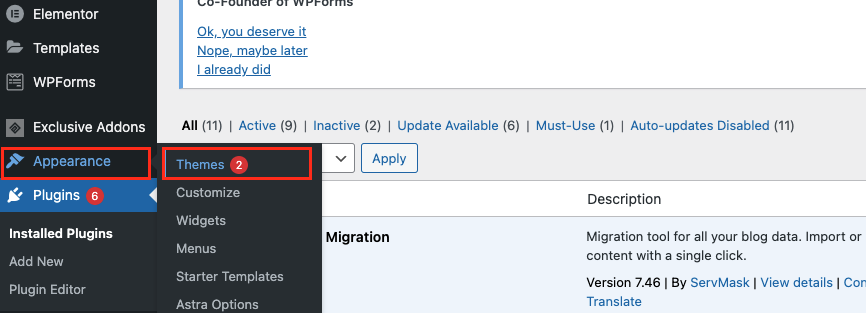 Elementor
Templates
WPForms
Exclusive Addons
Appearance
Plugins 6
Installed Plugins
Add New
Plugin Editor
Themes 2
Customize
Widgets
Menus
Starter Templates
Astra Options
Co-Founder of WPForms
Ok, you deserve it
Nope, maybe later
I already did
All (11) | Active (9) | Inactive (2) | Update Available (6) | Must-Use (1) | Auto-updates Disabled (11)
Apply
Description
Migration
Migration tool for all your blog data. Import or
content with a single click.
Version 7.46 | By ServMask | View details | Con
Translate